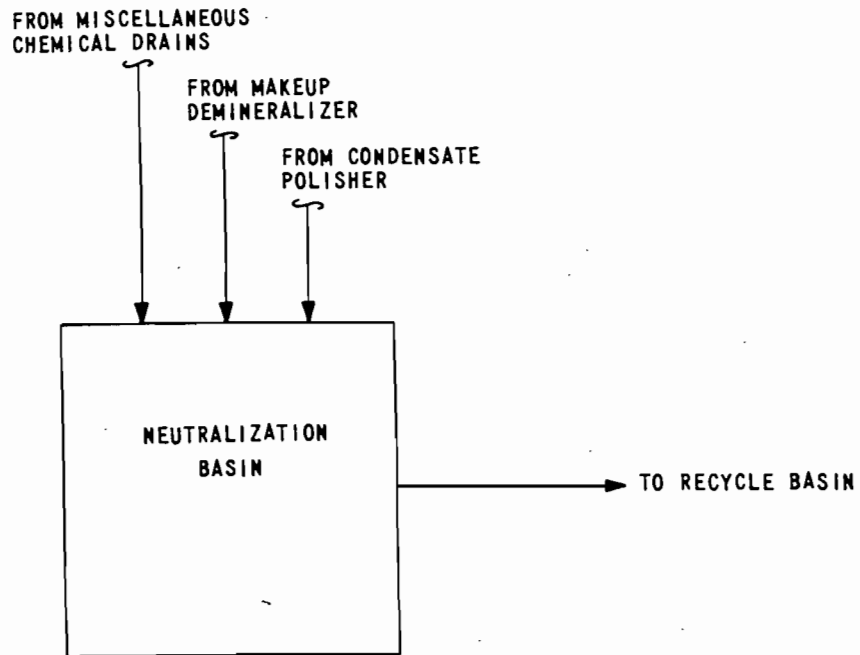 FROM MISCELLANEOUS
CHEMICAL DRAINS
FROM MAKEUP
DEMINERALIZER
FROM CONDENSATE
POLISHER
NEUTRALIZATION
BASIN
TO RECYCLE BASIN